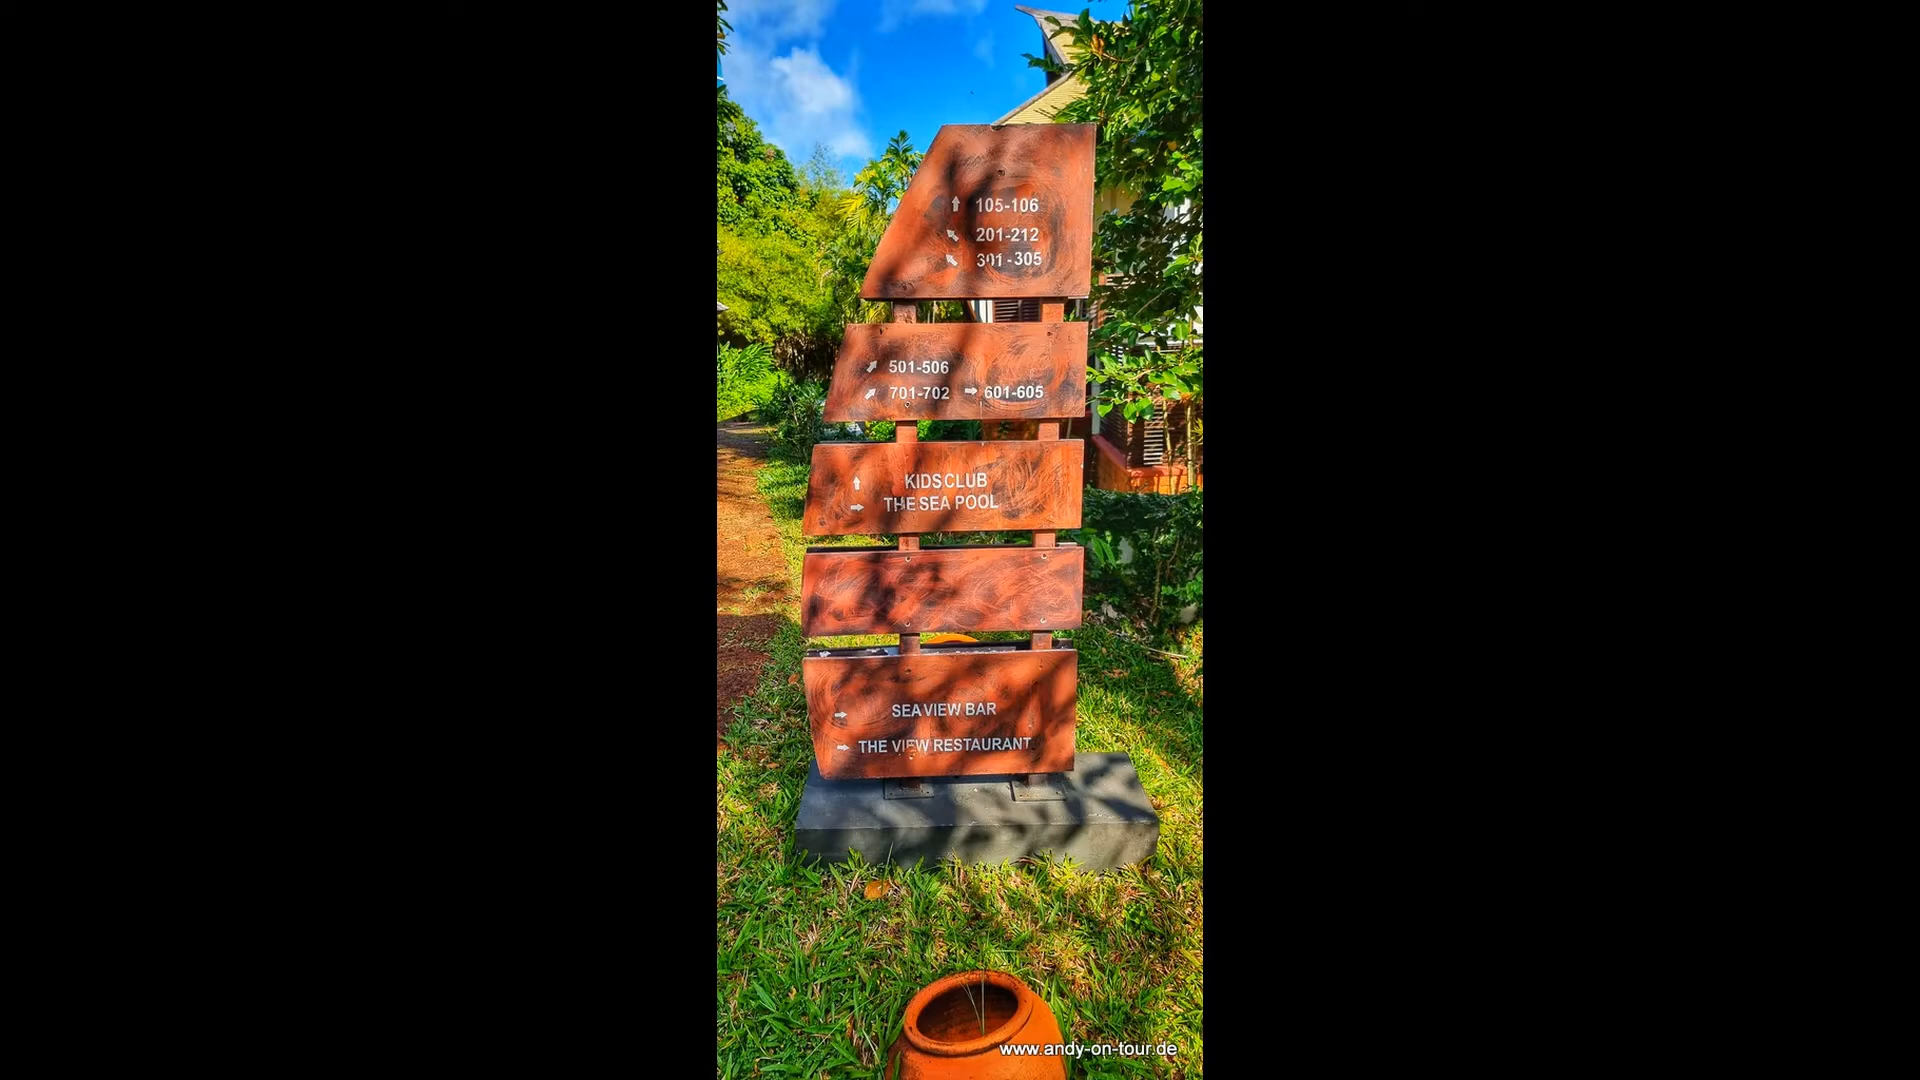 105-106
201-212
301-305
501-506
701-702 601-605
KIDS CLUB
THE SEA POOL
SEA VIEW BAR
THE VIEW RESTAURANT
www.andy-on-tour.de